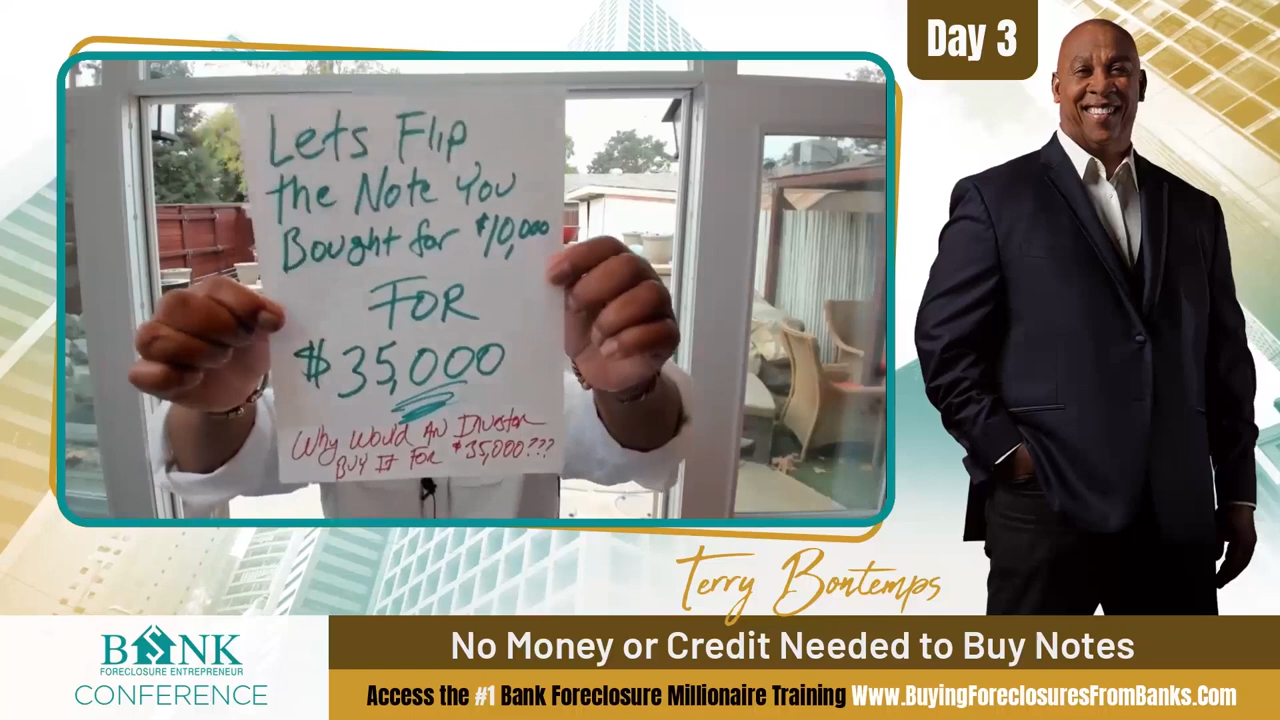 Day 3
Lets Flip
the Note You
Bought for $10,000
FOR
$35,000
Why Would An Investor
Buy It For $35,000???
Terry Bontemps
BANK
FORECLOSURE ENTREPRENEUR
CONFERENCE
No Money or Credit Needed to Buy Notes
Access the #1 Bank Foreclosure Millionaire Training Www.BuyingForeclosuresFromBanks.Com